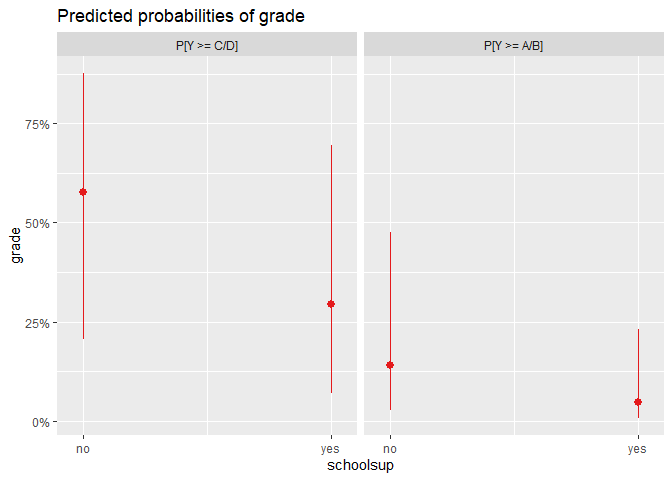 Predicted probabilities of grade
P[Y >= C/D]
P[Y >= A/B]
75%
50%
25%
0%
grade
no
yes
no
yes
schoolsup